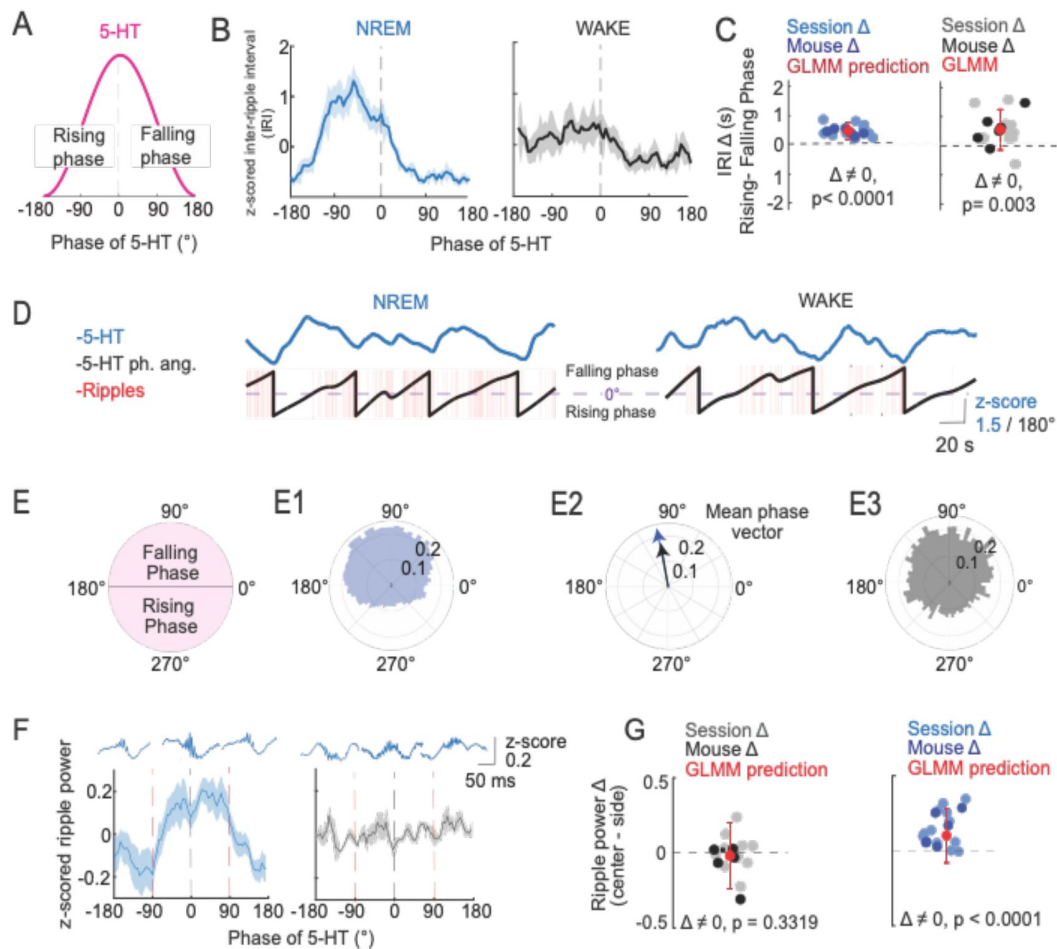 A
5-HT
Rising
phase
Falling
phase
-180 -90 0 90 180
Phase of 5-HT (°)
B
NREM
WAKE
z-scored inter-ripple interval
(IRI)
2
1
0
-180 -90 0 90 180
-180 -90 0 90 180
Phase of 5-HT
C
Session Δ
Mouse Δ
GLMM prediction
Session Δ
Mouse Δ
GLMM
IRI Δ (s)
Rising- Falling Phase
2
1
0
1
2
2
1
0
1
-2
Δ ≠ 0,
p< 0.0001
Δ ≠ 0,
p= 0.003
D
NREM
WAKE
-5-HT
-5-HT ph. ang.
-Ripples
Falling phase
0°
Rising phase
z-score
1.5 / 180°
20 s
E
90°
Falling
Phase
180°
0°
Rising
Phase
270°
E1
90°
0.2
0.1
0°
270°
E2
90°
Mean phase
vector
0.2
0.1
180°
0°
270°
E3
90°
0.2
0.1
180°
0°
270°
F
z-score
0.2
50 ms
z-scored ripple power
0.2
0
-0.2
-180 -90 0 90 180
-180 -90 0 90 180
Phase of 5-HT (°)
G
Session Δ
Mouse Δ
GLMM prediction
Session Δ
Mouse Δ
GLMM prediction
Ripple power Δ
(center - side)
0.5
0
-0.5
Δ ≠ 0, p = 0.3319
Δ ≠ 0, p < 0.0001